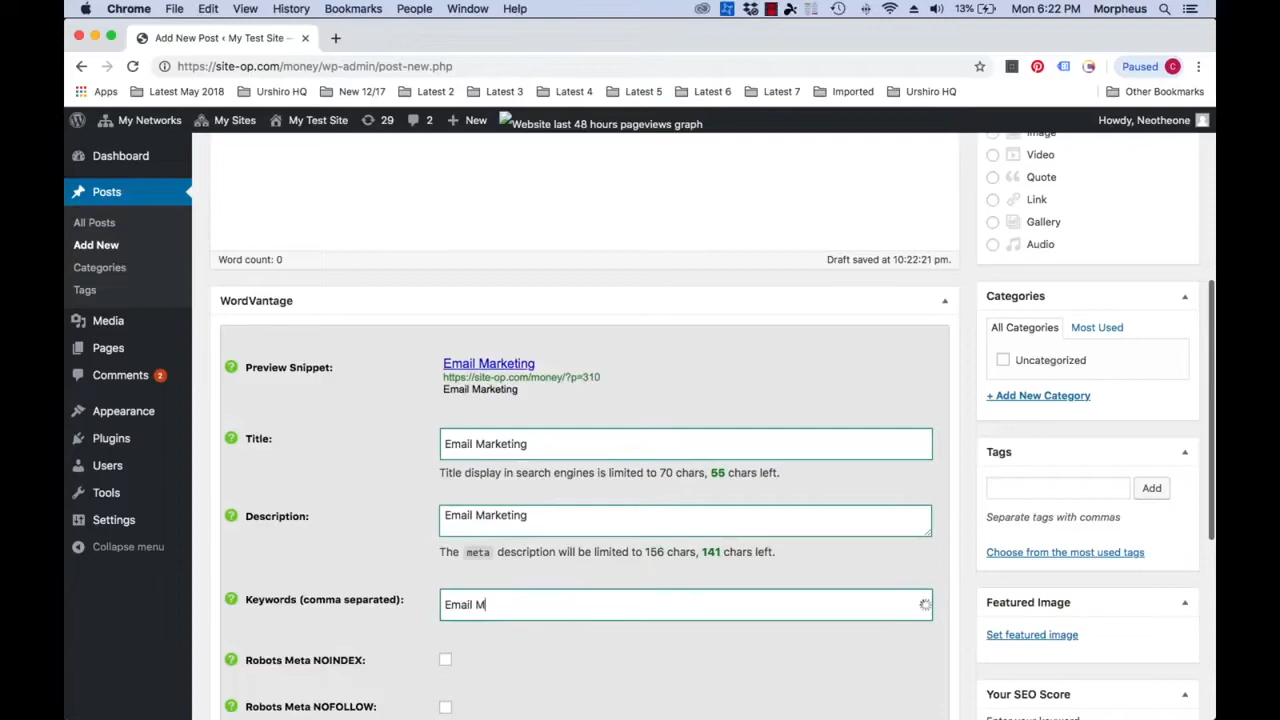 Chrome File Edit View History Bookmarks People Window Help 13% Mon 6:22 PM Morpheus
Add New Post ‹ My Test Site —
https://site-op.com/money/wp-admin/post-new.php Paused C
Apps Latest May 2018 Urshiro HQ New 12/17 Latest 2 Latest 3 Latest 4 Latest 5 Latest 6 Latest 7 Imported Urshiro HQ Other Bookmarks
My Networks My Sites My Test Site 29 2 New Website last 48 hours pageviews graph Howdy, Neotheone
Dashboard
Posts
All Posts
Add New
Categories
Tags
Media
Pages
Comments 2
Appearance
Plugins
Users
Tools
Settings
Collapse menu
Word count: 0 Draft saved at 10:22:21 pm.
WordVantage
Preview Snippet:
Email Marketing
https://site-op.com/money/?p=310
Email Marketing
Title:
Email Marketing
Title display in search engines is limited to 70 chars, 55 chars left.
Description:
Email Marketing
The meta description will be limited to 156 chars, 141 chars left.
Keywords (comma separated):
Email M
Robots Meta NOINDEX:
Robots Meta NOFOLLOW:
Image
Video
Quote
Link
Gallery
Audio
Categories
All Categories Most Used
Uncategorized
+ Add New Category
Tags
Add
Separate tags with commas
Choose from the most used tags
Featured Image
Set featured image
Your SEO Score
Enter your keyword